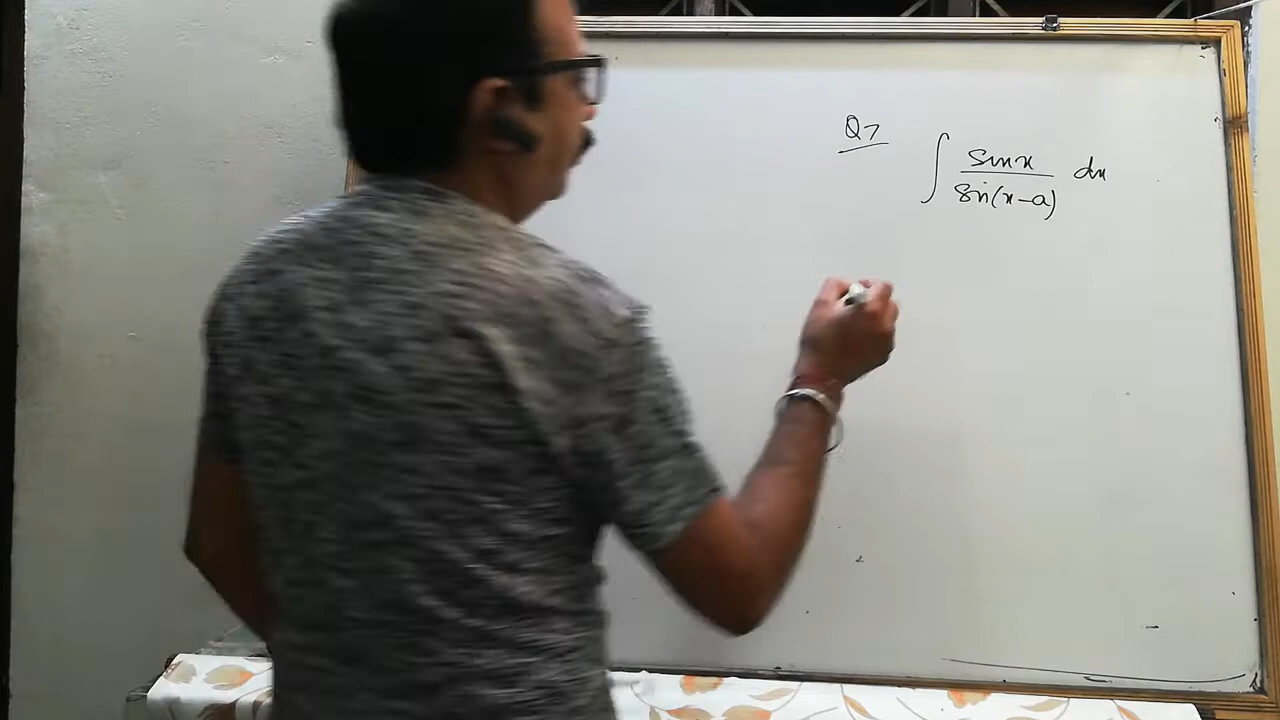 Q7 ∫ sinx / sin(x-a) dx